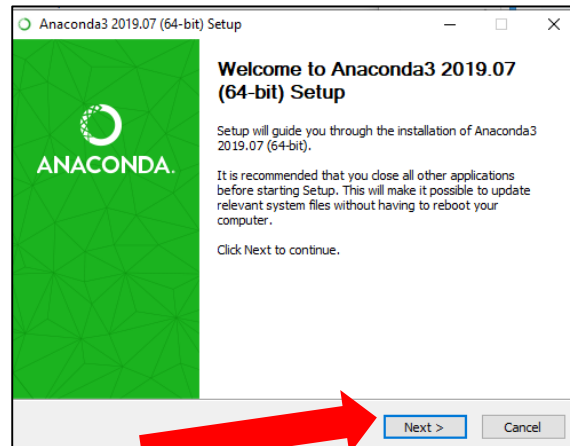 Anaconda3 2019.07 (64-bit) Setup
Welcome to Anaconda3 2019.07
(64-bit) Setup
Setup will guide you through the installation of Anaconda3
2019.07 (64-bit).
It is recommended that you close all other applications
before starting Setup. This will make it possible to update
relevant system files without having to reboot your
computer.
Click Next to continue.
ANACONDA.
Next >
Cancel